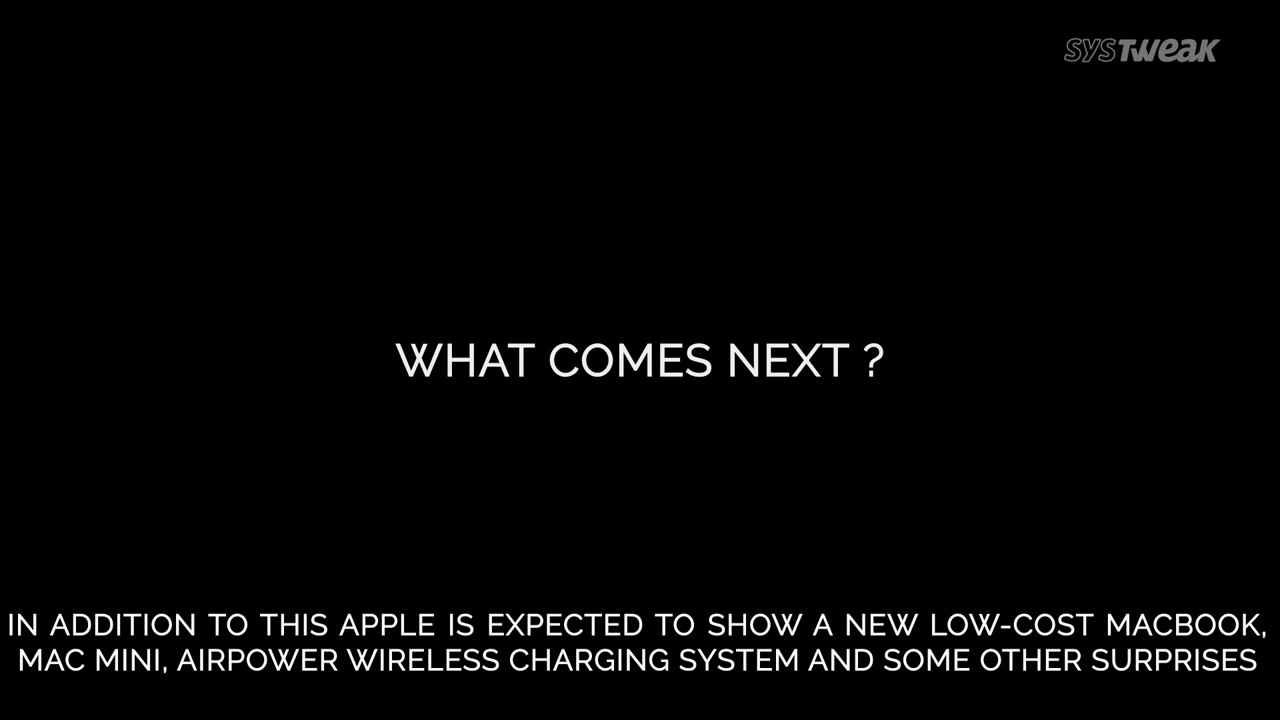 SYSTWEAK
WHAT COMES NEXT ?
IN ADDITION TO THIS APPLE IS EXPECTED TO SHOW A NEW LOW-COST MACBOOK,
MAC MINI, AIRPOWER WIRELESS CHARGING SYSTEM AND SOME OTHER SURPRISES